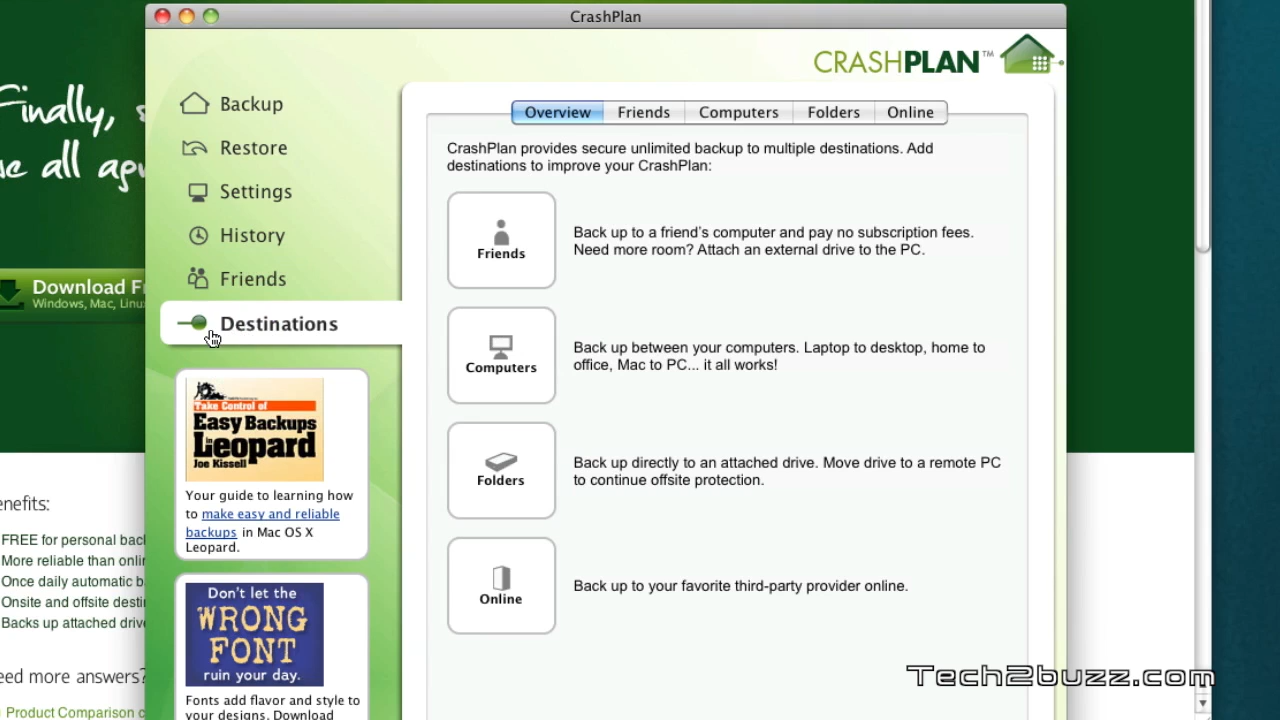 CrashPlan
CRASHPLAN™
Finally,
all
Download
Windows, Mac,
FREE for personal
More reliable than
Once daily automatic
Onsite and offsite
Backs up attached
more answers?
Product Comparison
Backup
Restore
Settings
History
Friends
Destinations
Take Control of
Easy Backups
in
Leopard
Joe Kissell
Your guide to learning how
to make easy and reliable
backups in Mac OS X
Leopard.
Don't let the
WRONG
FONT
ruin your day.
Fonts add flavor and style to
your designs. Download
Overview Friends Computers Folders Online
CrashPlan provides secure unlimited backup to multiple destinations. Add
destinations to improve your CrashPlan:
Friends
Back up to a friend's computer and pay no subscription fees.
Need more room? Attach an external drive to the PC.
Computers
Back up between your computers. Laptop to desktop, home to
office, Mac to PC... it all works!
Folders
Back up directly to an attached drive. Move drive to a remote PC
to continue offsite protection.
Online
Back up to your favorite third-party provider online.
Tech2buzz.com